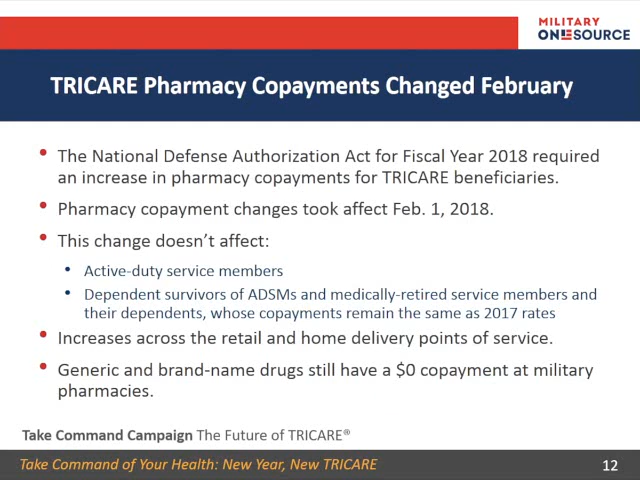 MILITARY
ONESOURCE
TRICARE Pharmacy Copayments Changed February
• The National Defense Authorization Act for Fiscal Year 2018 required
an increase in pharmacy copayments for TRICARE beneficiaries.
• Pharmacy copayment changes took affect Feb. 1, 2018.
• This change doesn’t affect:
• Active-duty service members
• Dependent survivors of ADSMs and medically-retired service members and
their dependents, whose copayments remain the same as 2017 rates
• Increases across the retail and home delivery points of service.
• Generic and brand-name drugs still have a $0 copayment at military
pharmacies.
Take Command Campaign The Future of TRICARE®
Take Command of Your Health: New Year, New TRICARE
12